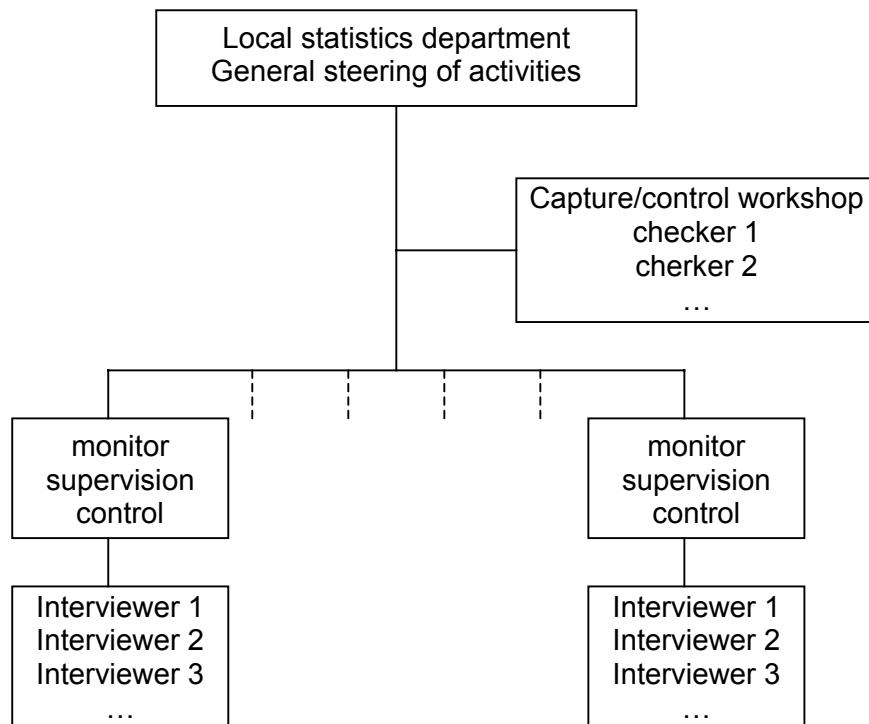 Local statistics department
General steering of activities
Capture/control workshop
checker 1
cherker 2
…
monitor
supervision
control
monitor
supervision
control
Interviewer 1
Interviewer 2
Interviewer 3
…
Interviewer 1
Interviewer 2
Interviewer 3
…